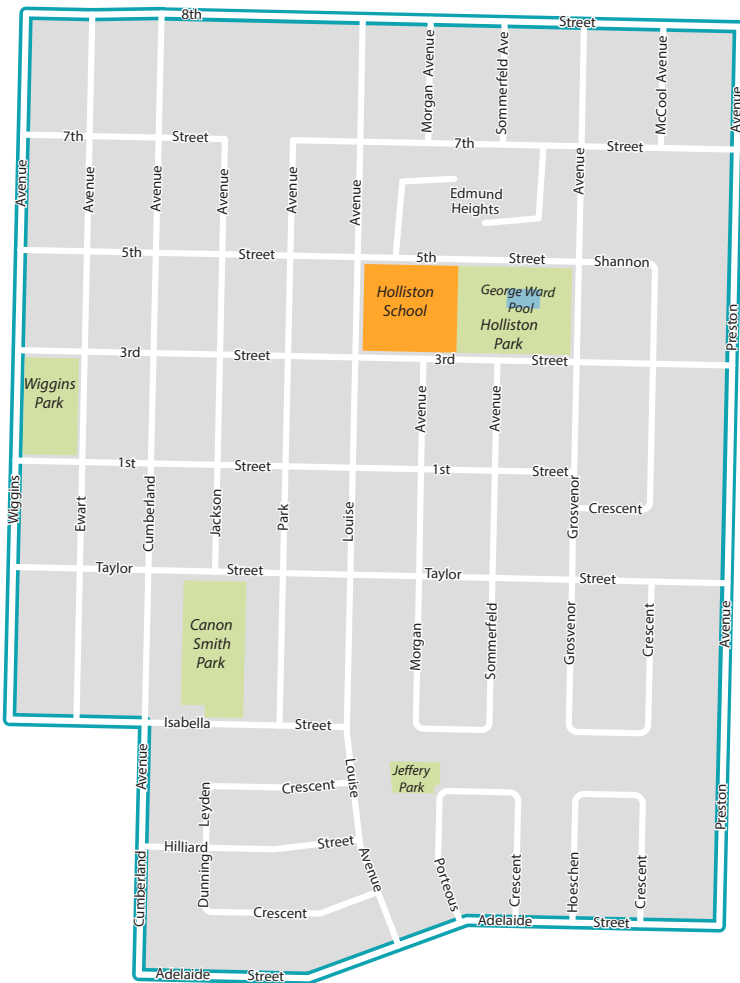 8th
Street
Morgan Avenue
Sommerfeld Ave
McCool Avenue
Avenue
7th
Street
7th
Street
Avenue
Avenue
Avenue
Avenue
Avenue
Avenue
Avenue
Edmund
Heights
5th
Street
5th
Street
Shannon
Holliston
School
George Ward
Pool
Holliston
Park
Preston
3rd
Street
3rd
Street
Wiggins
Park
Avenue
Avenue
1st
Street
1st
Street
Wiggins
Ewart
Cumberland
Jackson
Park
Louise
Grosvenor
Crescent
Taylor
Street
Taylor
Street
Canon
Smith
Park
Morgan
Sommerfeld
Grosvenor
Crescent
Avenue
Isabella
Street
Avenue
Louise
Jeffery
Park
Leyden
Crescent
Preston
Hilliard
Street
Cumberland
Dunning
Avenue
Porteous
Crescent
Hoeschen
Crescent
Crescent
Adelaide
Street
Adelaide
Street